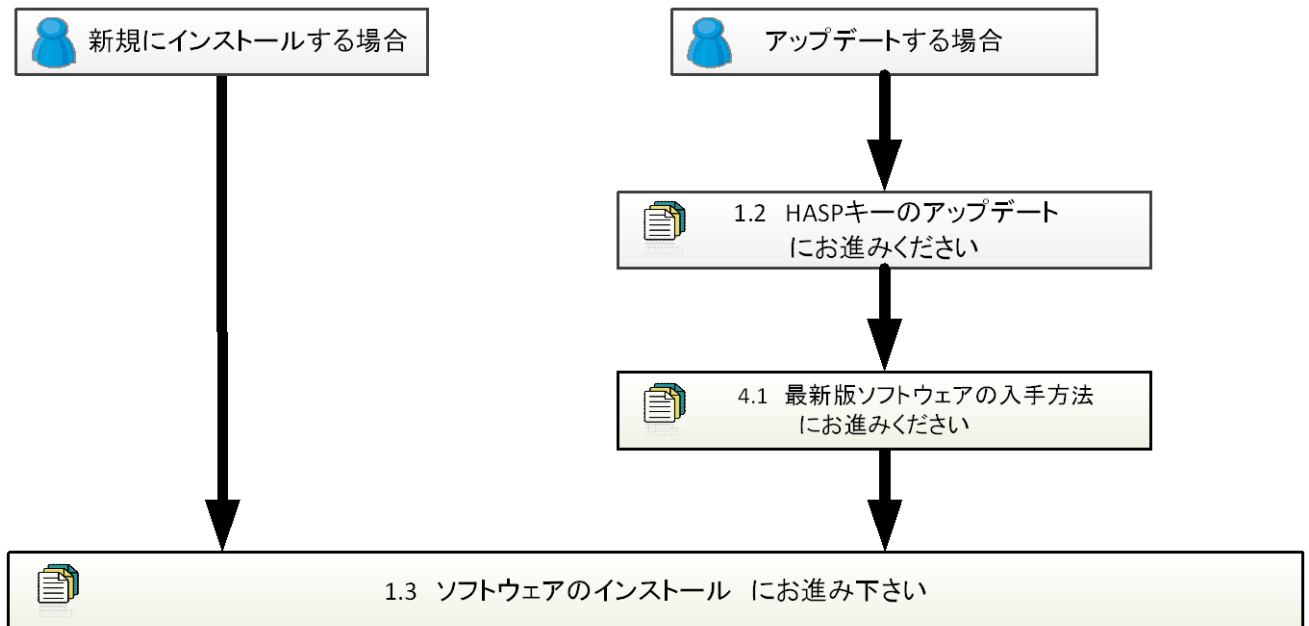 新規にインストールする場合
アップデートする場合
1.2 HASPキーのアップデート
にお進みください
4.1 最新版ソフトウェアの入手方法
にお進みください
1.3 ソフトウェアのインストール にお進み下さい